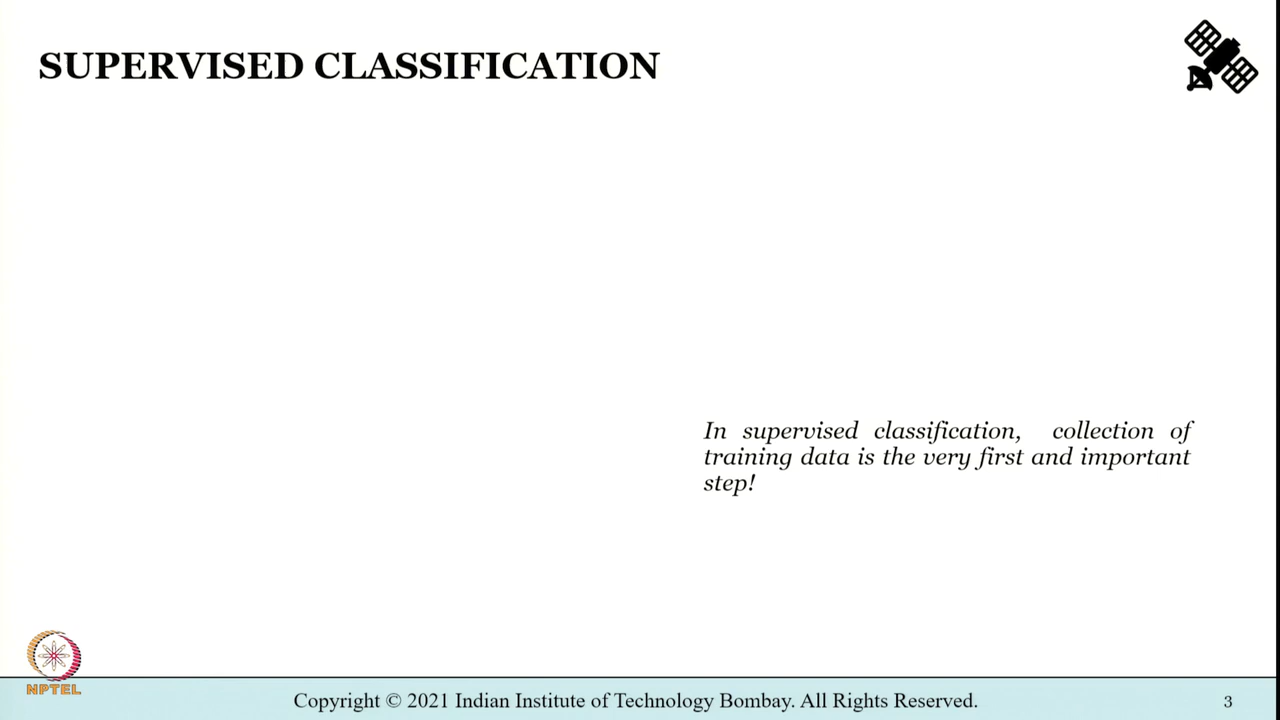 SUPERVISED CLASSIFICATION
In supervised classification, collection of
training data is the very first and important
step!
NPTEL
Copyright © 2021 Indian Institute of Technology Bombay. All Rights Reserved.
3